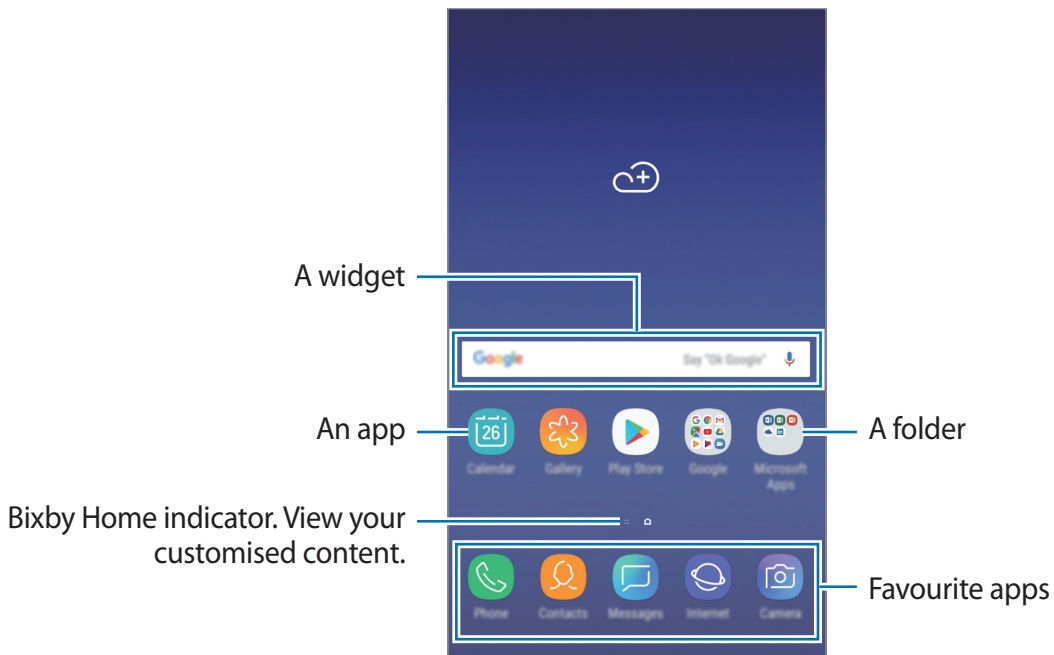 A widget
Google Say "Ok Google"
26
An app
A folder
Calendar Gallery Play Store Google Microsoft
Apps
Bixby Home indicator. View your
customised content.
Favourite apps
Phone Contacts Messages Internet Camera